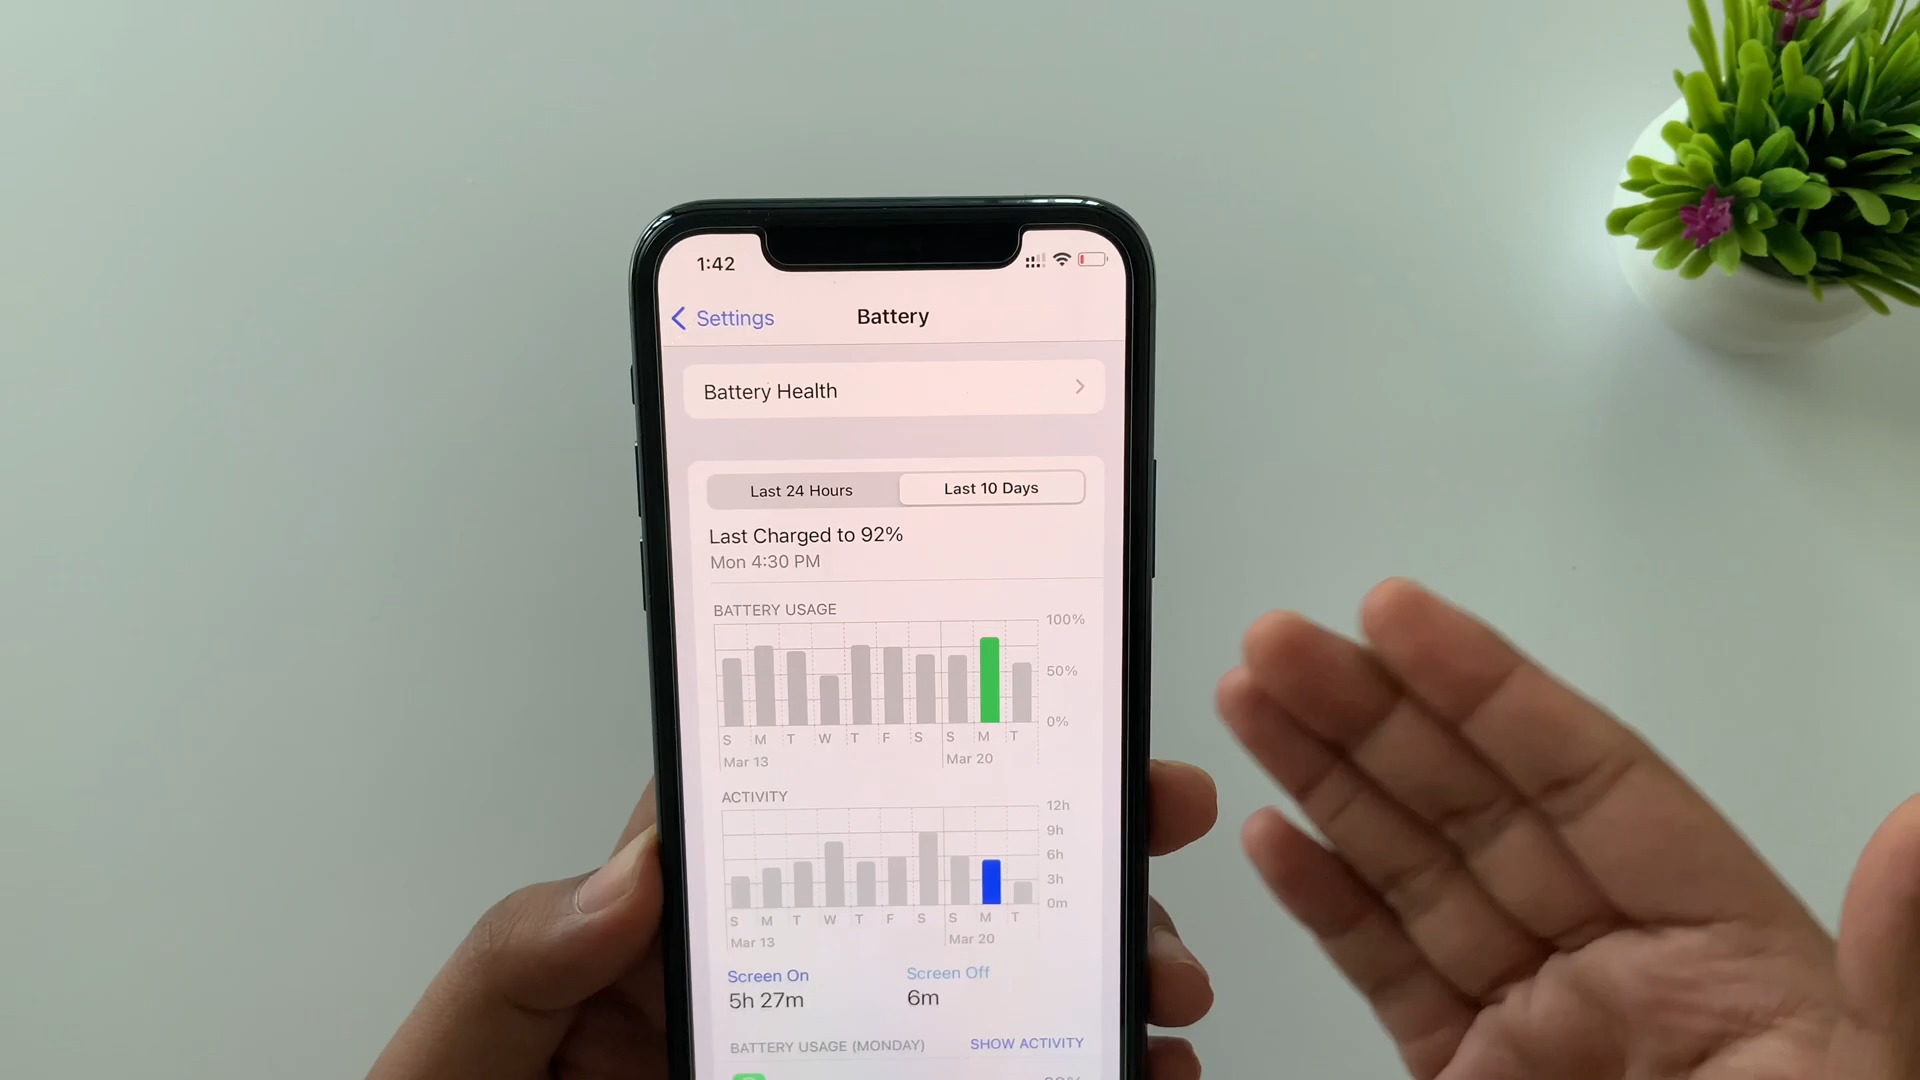 1:42
Settings
Battery
Battery Health
Last 24 Hours
Last 10 Days
Last Charged to 92%
Mon 4:30 PM
BATTERY USAGE
100%
50%
0%
S M T W T F S S M T
Mar 13 Mar 20
ACTIVITY
12h
9h
6h
3h
0m
S M T W T F S S M T
Mar 13 Mar 20
Screen On Screen Off
5h 27m 6m
BATTERY USAGE (MONDAY) SHOW ACTIVITY